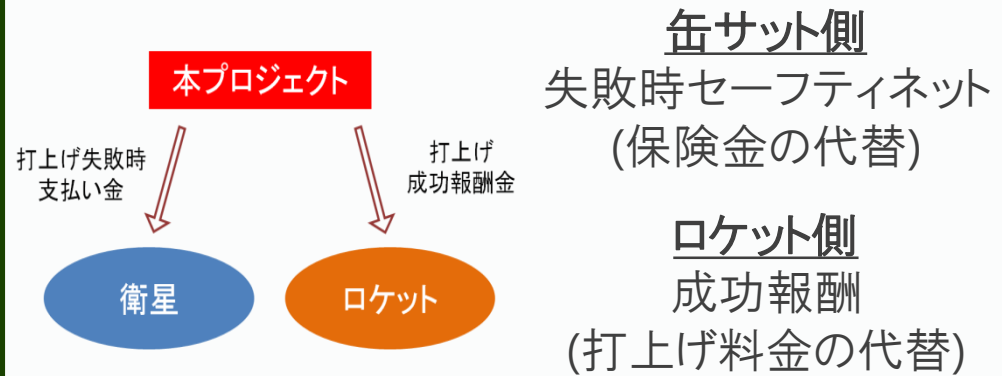 本プロジェクト
打上げ失敗時
支払い金
打上げ
成功報酬金
衛星
ロケット
缶サット側
失敗時セーフティネット
(保険金の代替)
ロケット側
成功報酬
(打上げ料金の代替)